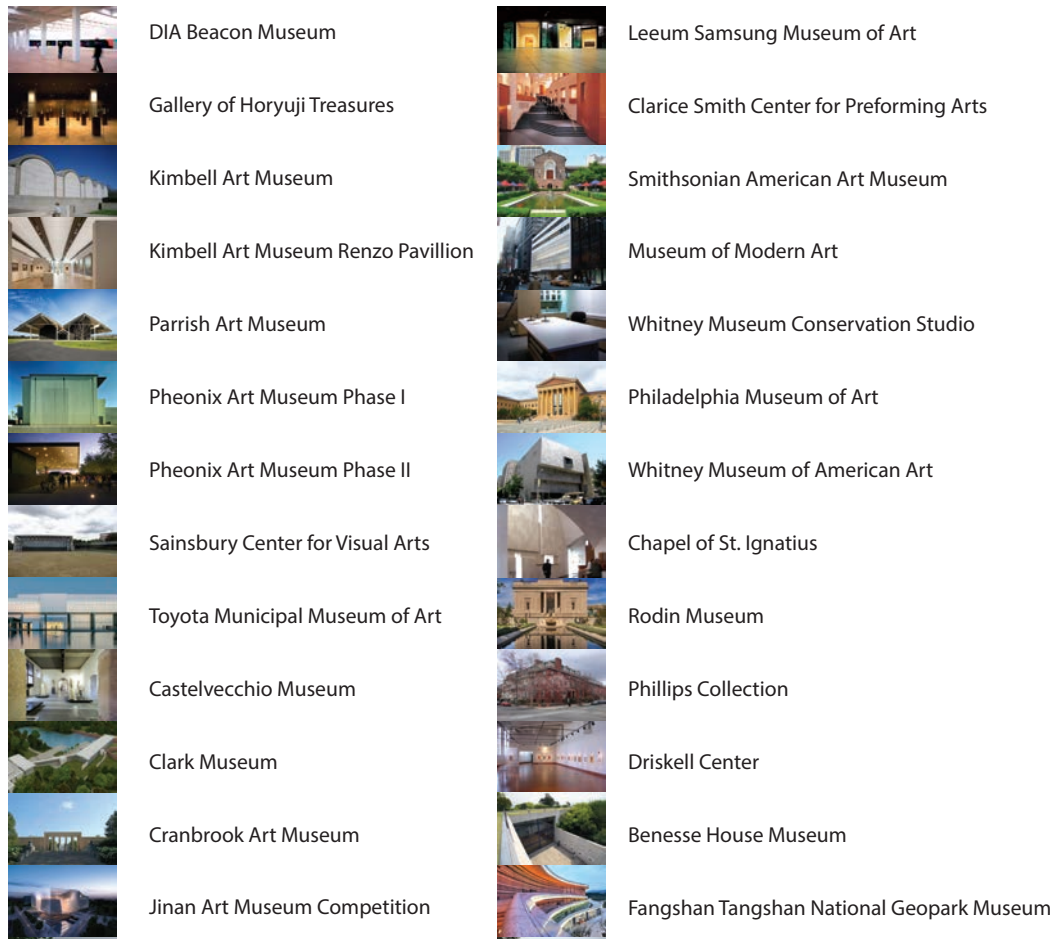 DIA Beacon Museum
Gallery of Horyuji Treasures
Kimbell Art Museum
Kimbell Art Museum Renzo Pavillion
Parrish Art Museum
Pheonix Art Museum Phase I
Pheonix Art Museum Phase II
Sainsbury Center for Visual Arts
Toyota Municipal Museum of Art
Castelvecchio Museum
Clark Museum
Cranbrook Art Museum
Jinan Art Museum Competition
Leeum Samsung Museum of Art
Clarice Smith Center for Preforming Arts
Smithsonian American Art Museum
Museum of Modern Art
Whitney Museum Conservation Studio
Philadelphia Museum of Art
Whitney Museum of American Art
Chapel of St. Ignatius
Rodin Museum
Phillips Collection
Driskell Center
Benesse House Museum
Fangshan Tangshan National Geopark Museum